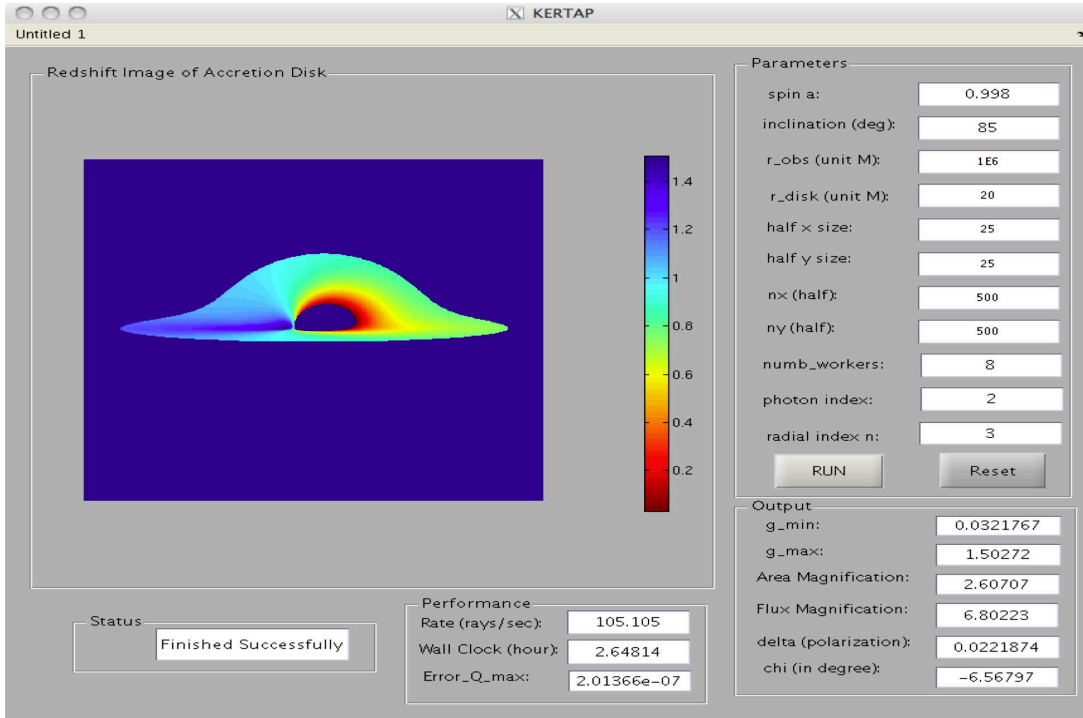 X KERTAP
Untitled 1
Redshift Image of Accretion Disk
1.4
1.2
1
0.8
0.6
0.4
0.2
Status
Finished Successfully
Performance
Rate (rays/sec): 105.105
Wall Clock (hour): 2.64814
Error_Q_max: 2.01366e-07
Parameters
spin a: 0.998
inclination (deg): 85
r_obs (unit M): 1E6
r_disk (unit M): 20
half x size: 25
half y size: 25
nx (half): 500
ny (half): 500
numb_workers: 8
photon index: 2
radial index n: 3
RUN Reset
Output
g_min: 0.0321767
g_max: 1.50272
Area Magnification: 2.60707
Flux Magnification: 6.80223
delta (polarization): 0.0221874
chi (in degree): -6.56797